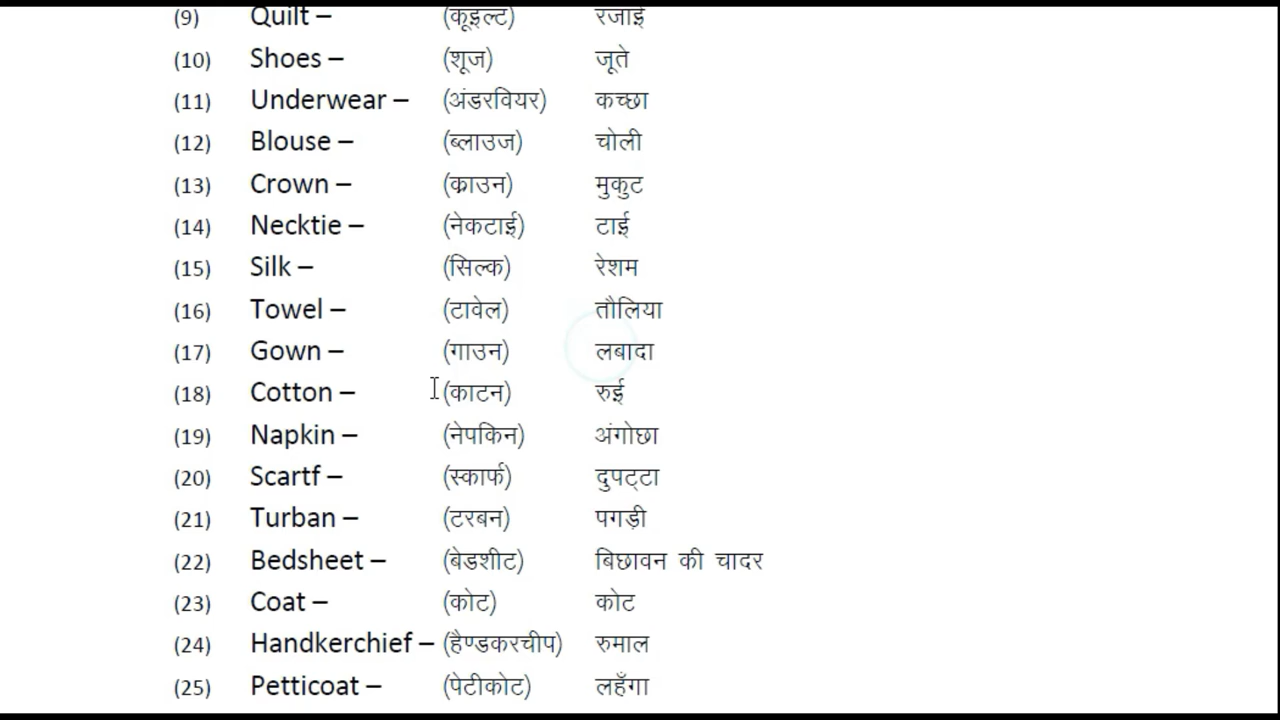 (9) Quilt – (कूइल्ट) रजाई
(10) Shoes – (शूज) जूते
(11) Underwear – (अंडरवियर) कच्छा
(12) Blouse – (ब्लाउज) चोली
(13) Crown – (क्राउन) मुकुट
(14) Necktie – (नेकटाई) टाई
(15) Silk – (सिल्क) रेशम
(16) Towel – (टावेल) तौलिया
(17) Gown – (गाउन) लबादा
(18) Cotton – (काटन) रुई
(19) Napkin – (नेपकिन) अंगोछा
(20) Scartf – (स्कार्फ) दुपट्टा
(21) Turban – (टरबन) पगड़ी
(22) Bedsheet – (बेडशीट) बिछावन की चादर
(23) Coat – (कोट) कोट
(24) Handkerchief – (हैण्डकरचीप) रुमाल
(25) Petticoat – (पेटीकोट) लहँगा